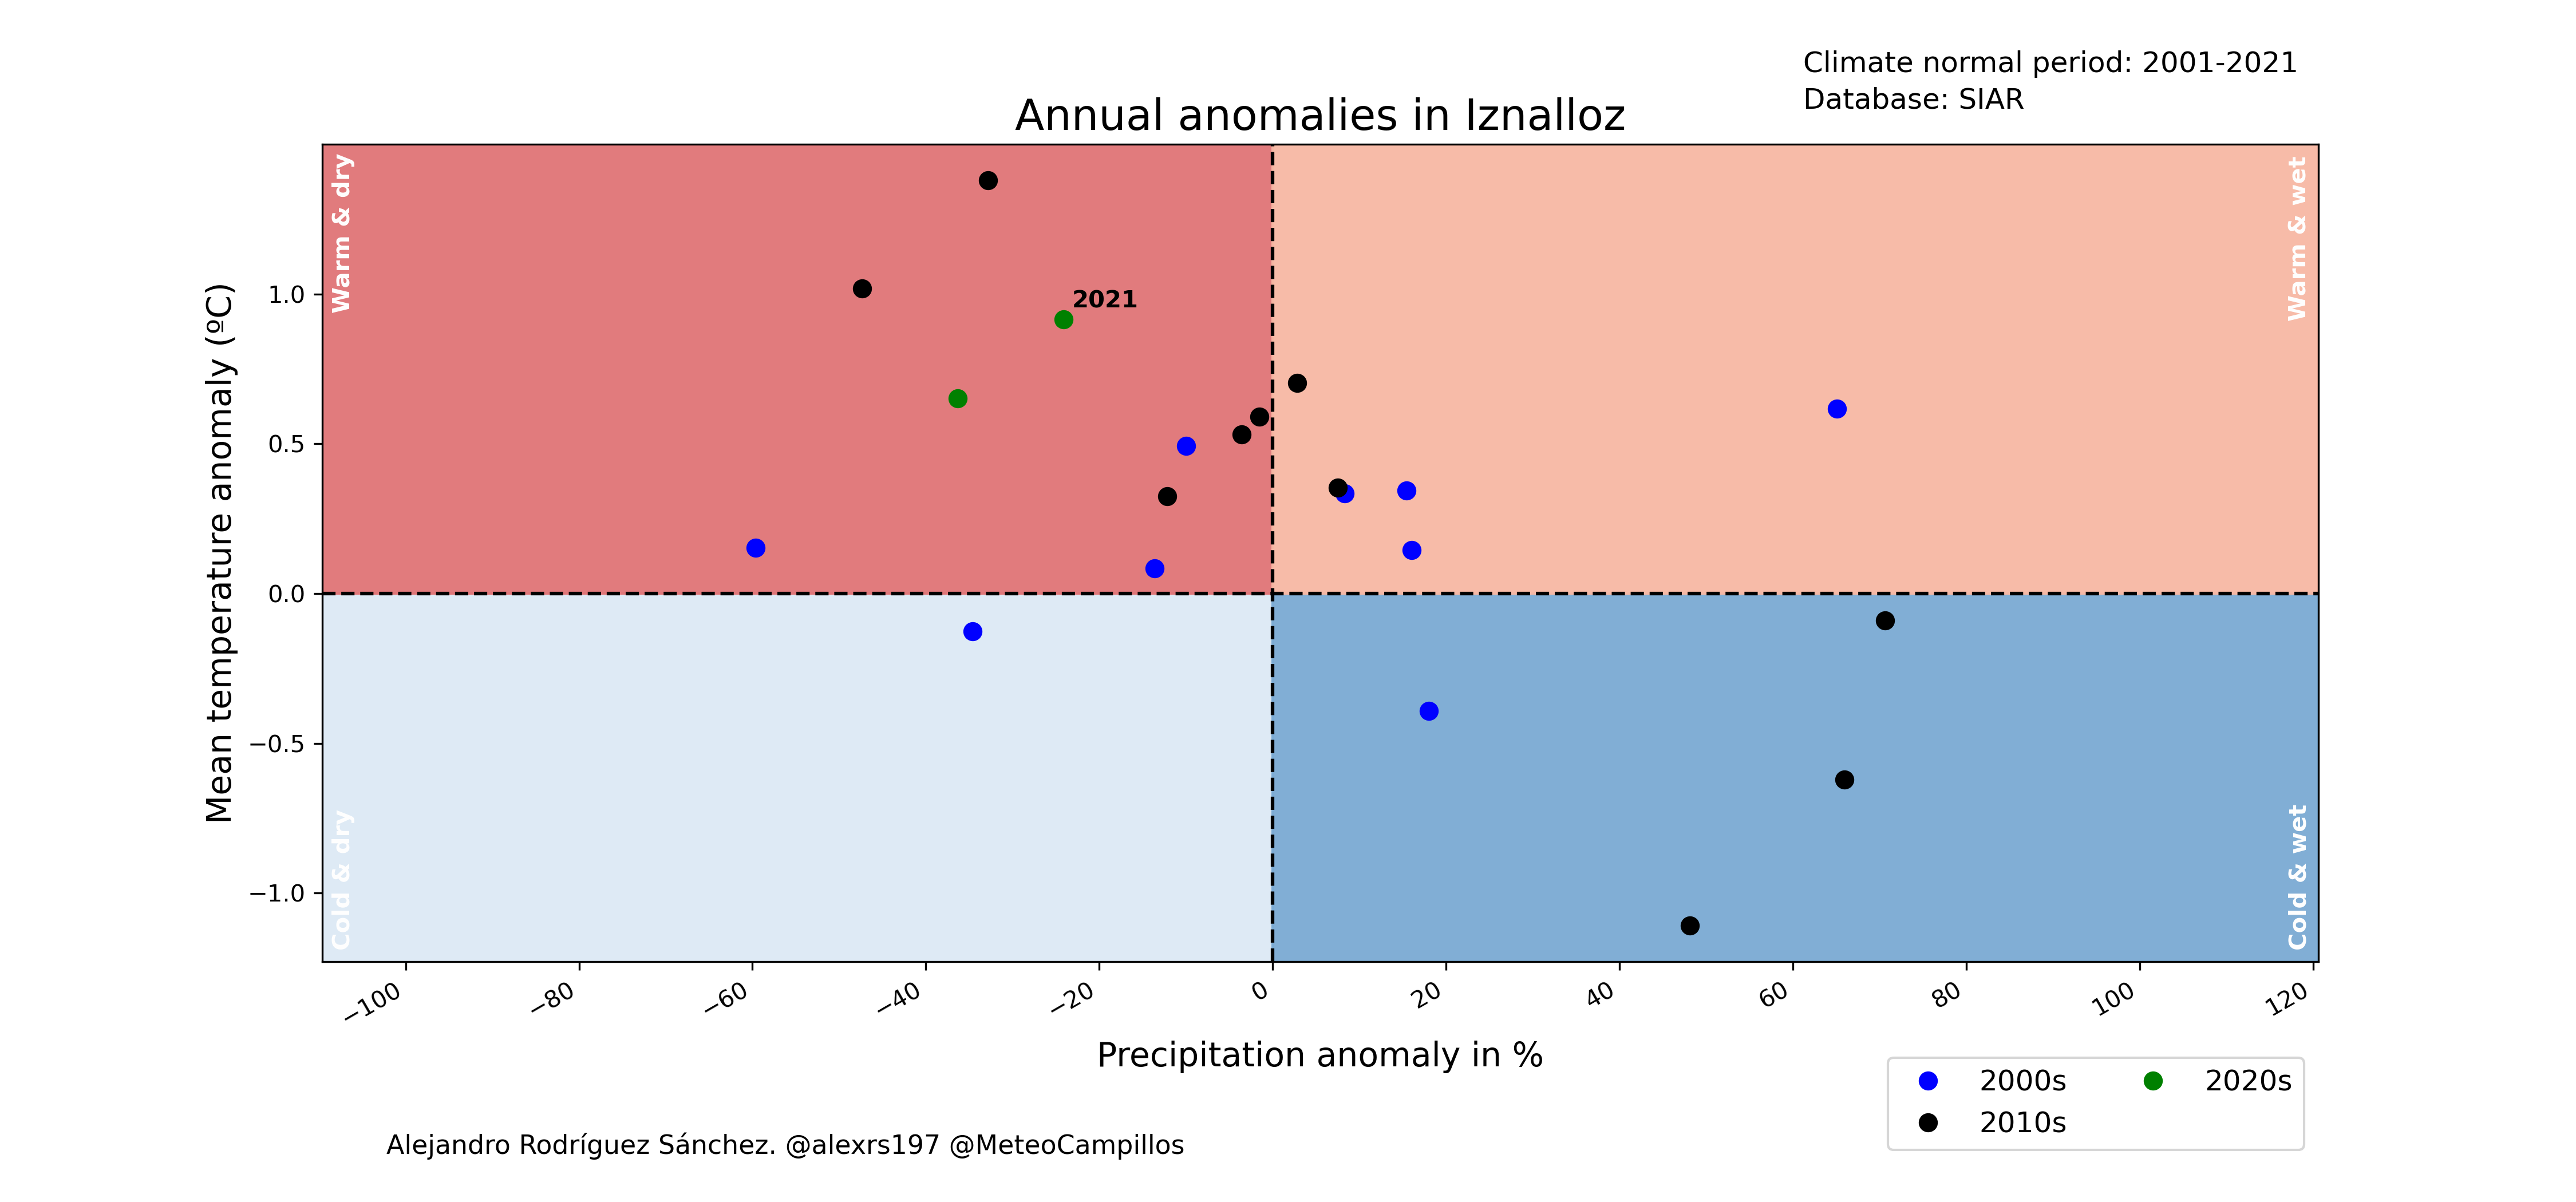 Climate normal period: 2001-2021
Database: SIAR
Annual anomalies in Iznalloz
Warm & dry
Warm & wet
Cold & dry
Cold & wet
2021
Mean temperature anomaly (ºC)
1.0
0.5
0.0
−0.5
−1.0
−100
−80
−60
−40
−20
0
20
40
60
80
100
120
Precipitation anomaly in %
2000s
2010s
2020s
Alejandro Rodríguez Sánchez. @alexrs197 @MeteoCampillos